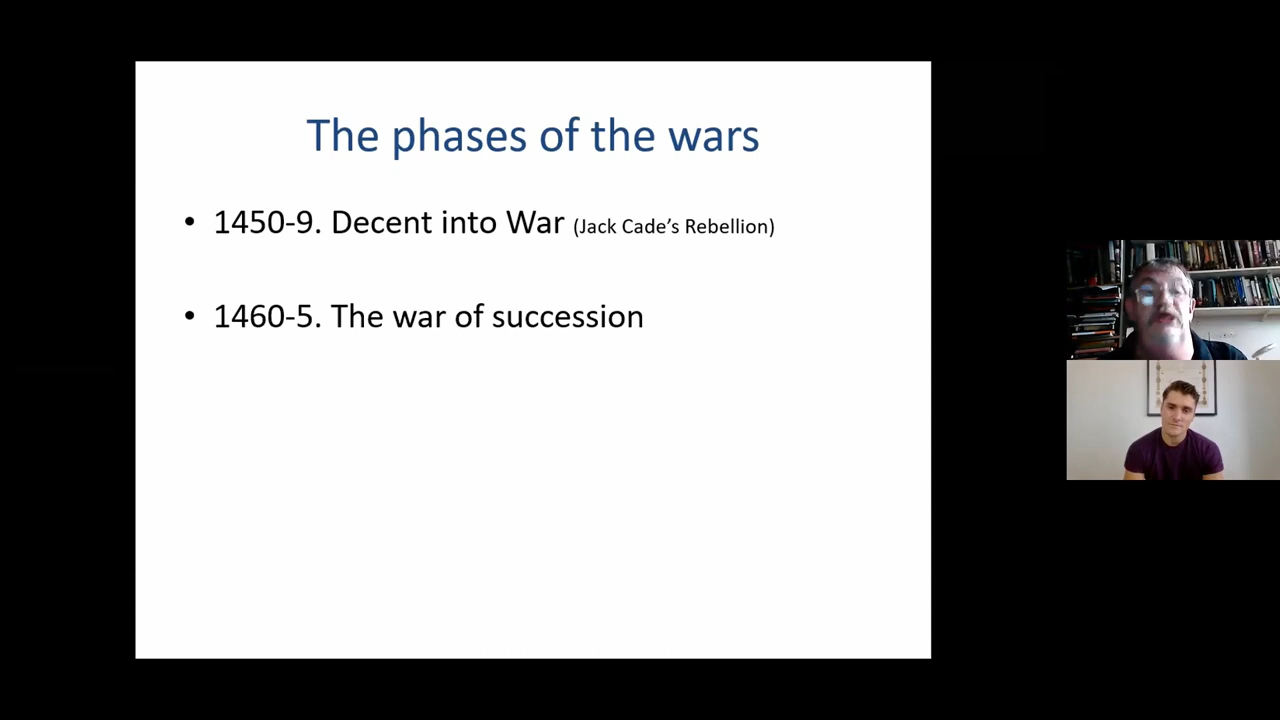 The phases of the wars
• 1450-9. Decent into War (Jack Cade’s Rebellion)
• 1460-5. The war of succession